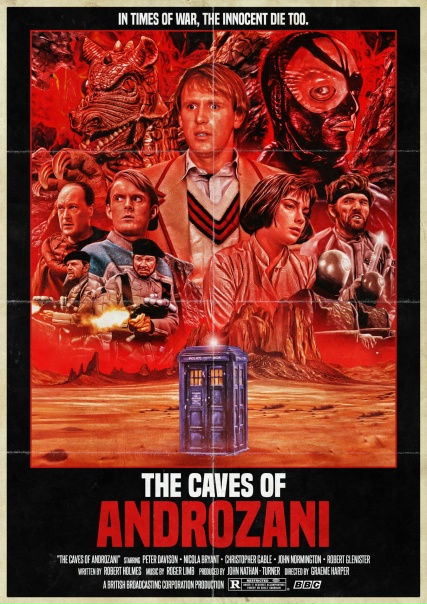 IN TIMES OF WAR, THE INNOCENT DIE TOO.
THE CAVES OF
ANDROZANI
"THE CAVES OF ANDROZANI" STARRING PETER DAVISON · NICOLA BRYANT · CHRISTOPHER GABLE · JOHN NORMINGTON · ROBERT GLENISTER
WRITTEN BY ROBERT HOLMES MUSIC BY ROGER LIMB PRODUCED BY JOHN NATHAN-TURNER DIRECTED BY GRAEME HARPER
A BRITISH BROADCASTING CORPORATION PRODUCTION R RESTRICTED BBC